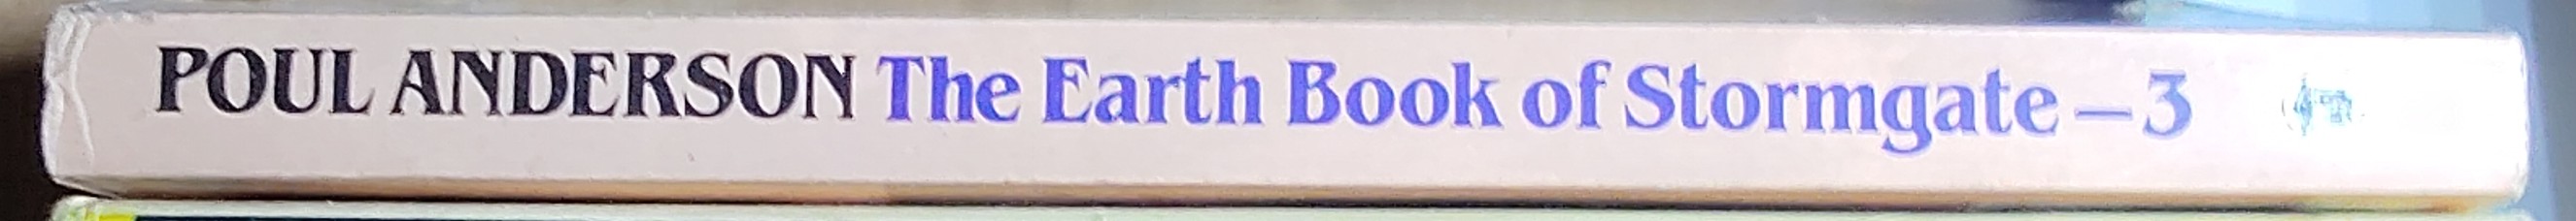 POUL ANDERSON The Earth Book of Stormgate – 3